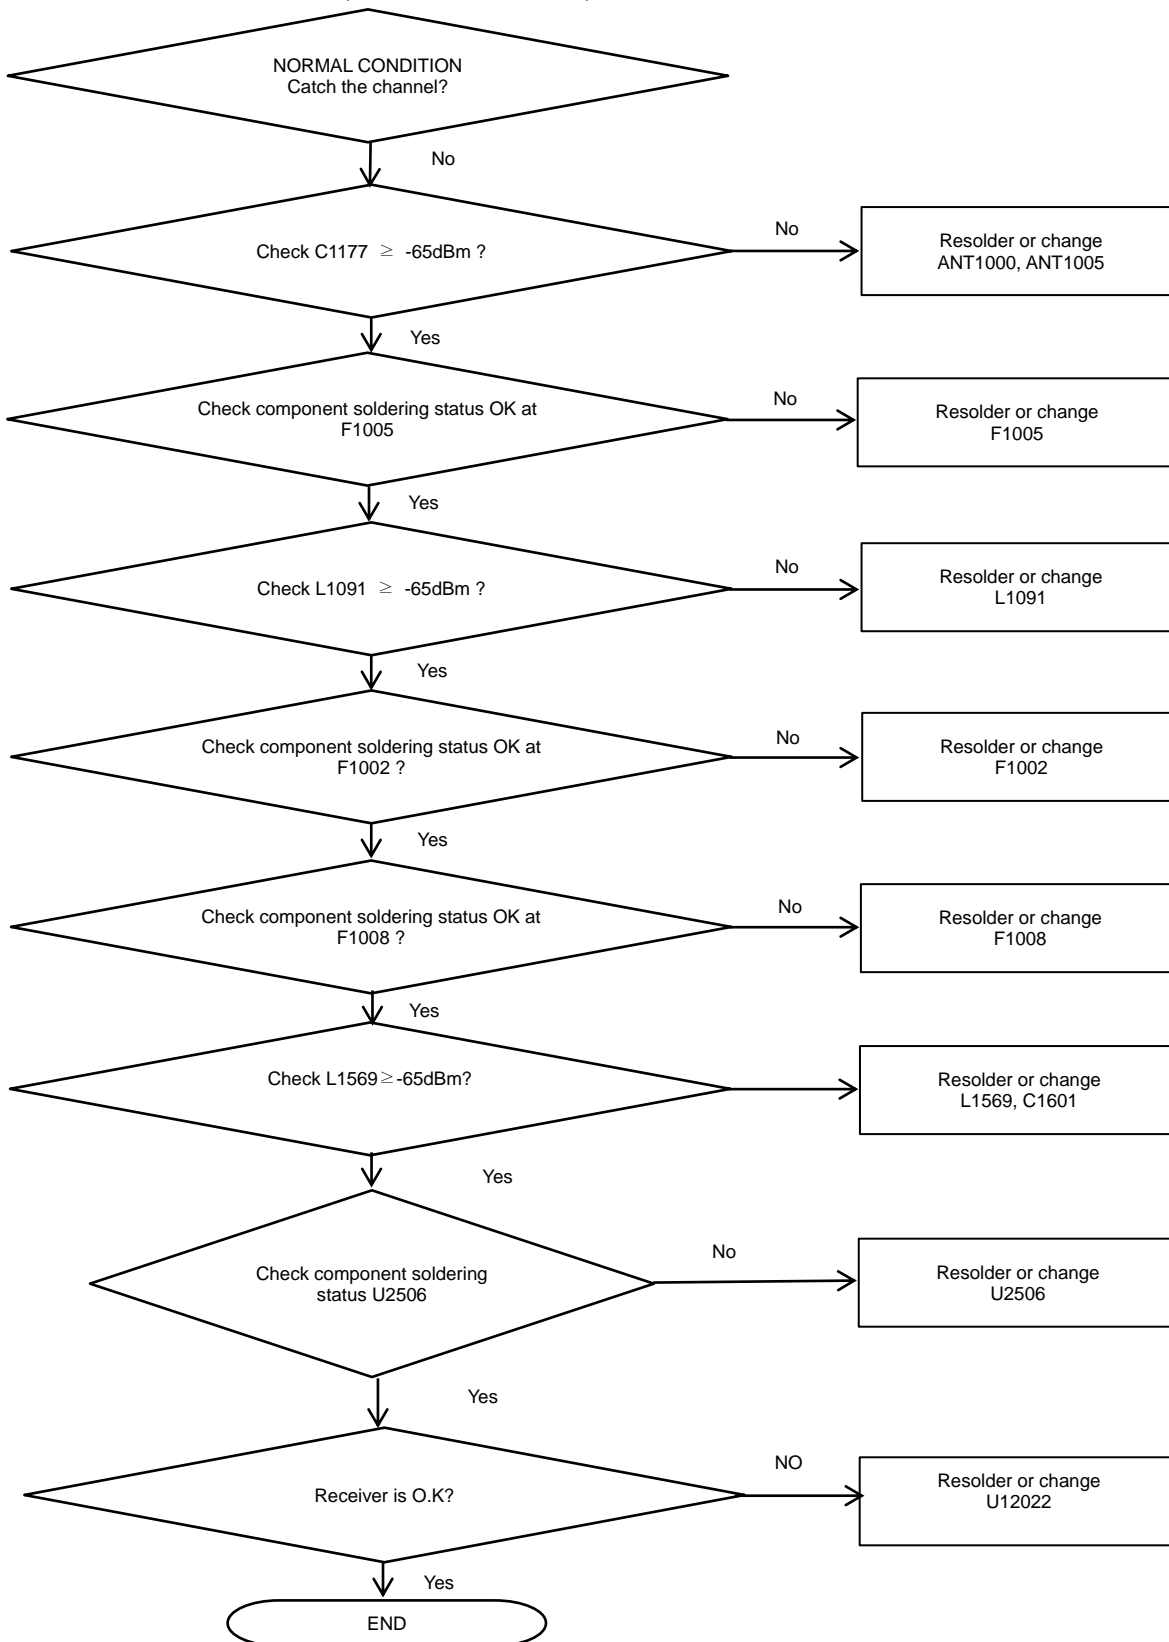 NORMAL CONDITION
Catch the channel?
No
Check C1177 ≥ -65dBm ?
No
Resolder or change
ANT1000, ANT1005
Yes
Check component soldering status OK at
F1005
No
Resolder or change
F1005
Yes
Check L1091 ≥ -65dBm ?
No
Resolder or change
L1091
Yes
Check component soldering status OK at
F1002 ?
No
Resolder or change
F1002
Yes
Check component soldering status OK at
F1008 ?
No
Resolder or change
F1008
Yes
Check L1569≥-65dBm?
Resolder or change
L1569, C1601
Yes
Check component soldering
status U2506
No
Resolder or change
U2506
Yes
Receiver is O.K?
NO
Resolder or change
U12022
Yes
END